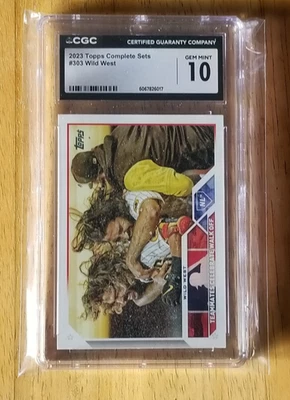 CGC
CERTIFIED GUARANTY COMPANY
2023 Topps Complete Sets
#303 Wild West
GEM MINT
10
6067826017
Topps
NL
WILD WEST
TEAMMATES CELEBRATE WALK OFF